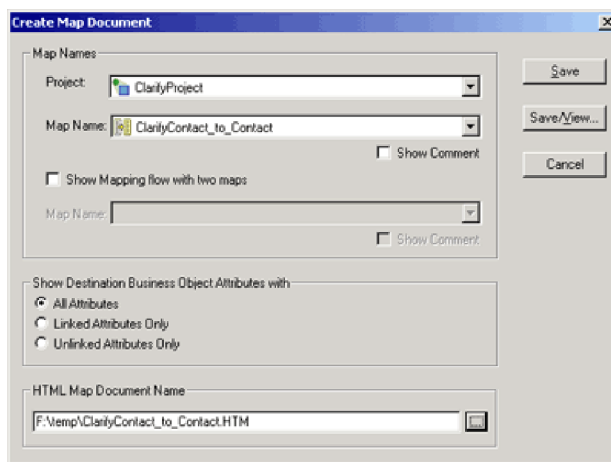 Create Map Document
Map Names
Project: ClarifyProject
Save
Map Name: ClarifyContact_to_Contact
Save/View...
Show Comment
Cancel
Show Mapping flow with two maps
Map Name:
Show Comment
Show Destination Business Object Attributes with
All Attributes
Linked Attributes Only
Unlinked Attributes Only
HTML Map Document Name
F:\temp\ClarifyContact_to_Contact.HTM
...